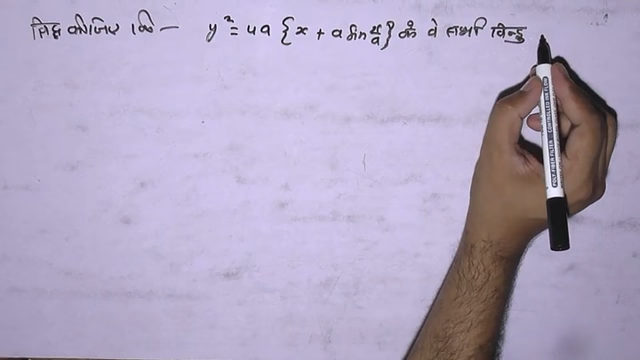 सिद्ध कीजिए कि - y² = 4a {x + a sin x/a} के वे सभी बिन्दु